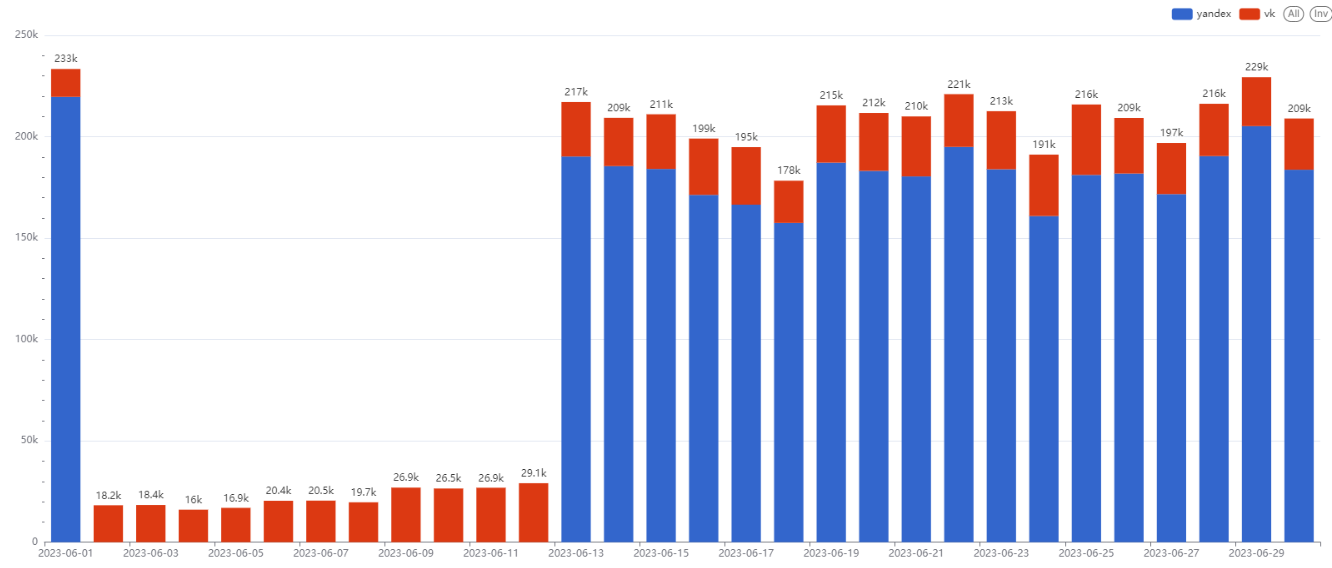 yandex vk All Inv
250k
233k
229k
221k
217k
216k
216k
215k
213k
212k
211k
210k
209k
209k
209k
200k
199k
197k
195k
191k
178k
150k
100k
50k
29.1k
26.9k
26.5k
26.9k
20.4k
20.5k
19.7k
18.2k
18.4k
16k
16.9k
0
2023-06-01 2023-06-03 2023-06-05 2023-06-07 2023-06-09 2023-06-11 2023-06-13 2023-06-15 2023-06-17 2023-06-19 2023-06-21 2023-06-23 2023-06-25 2023-06-27 2023-06-29